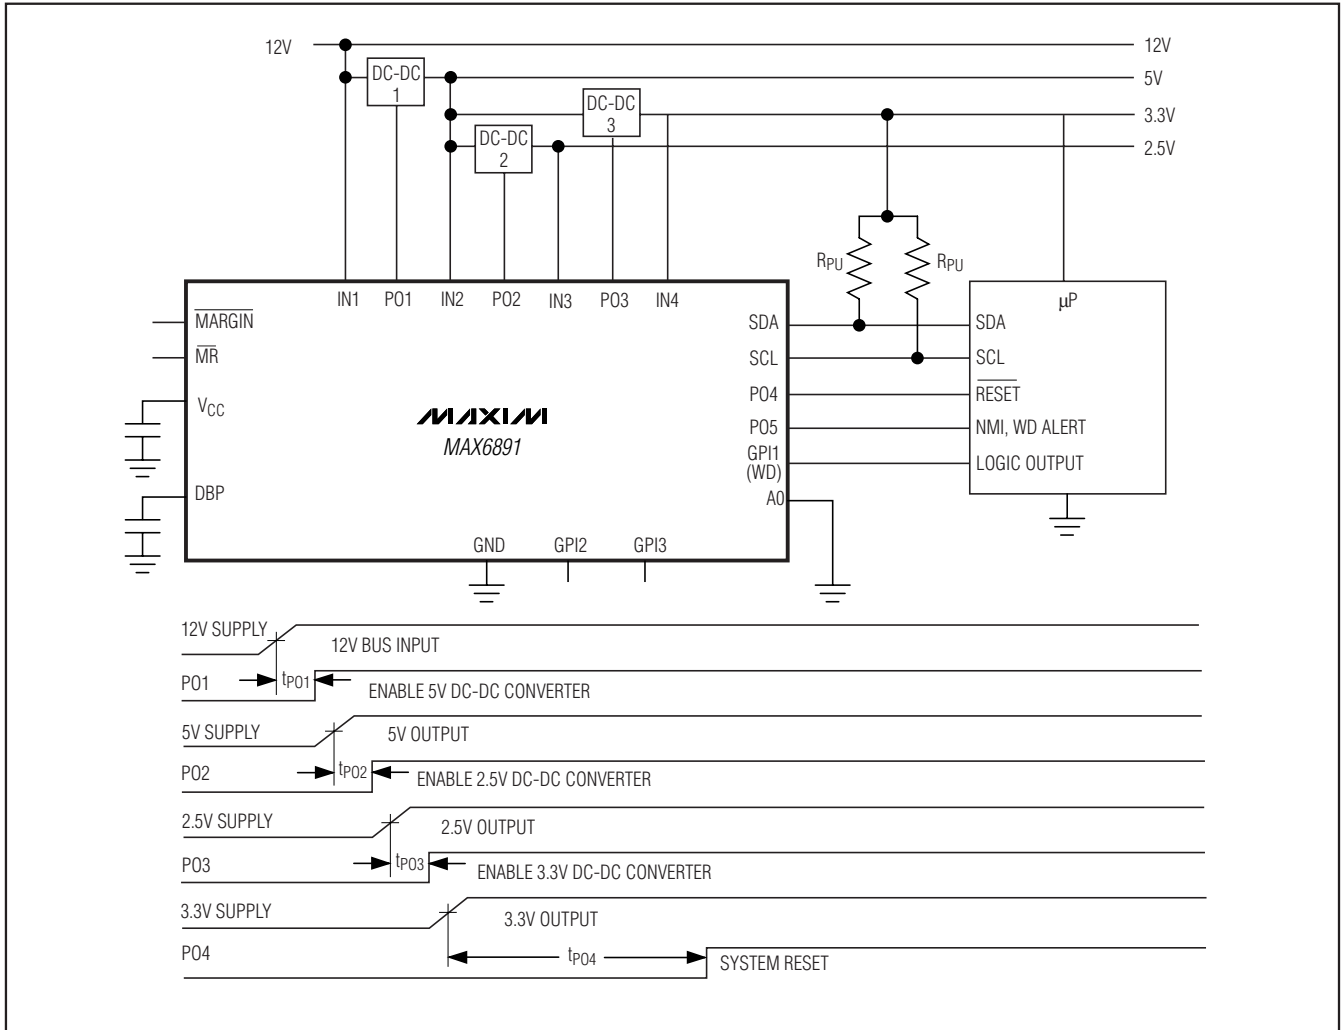 12V
12V
DC-DC
1
5V
DC-DC
3
3.3V
DC-DC
2
2.5V
RPU
RPU
IN1 PO1 IN2 PO2 IN3 PO3 IN4
µP
MARGIN
SDA
SDA
MR
SCL
SCL
VCC
PO4
RESET
MAXIM
MAX6891
PO5
NMI, WD ALERT
GPI1
(WD)
LOGIC OUTPUT
DBP
A0
GND GPI2 GPI3
12V SUPPLY
12V BUS INPUT
PO1
tPO1
ENABLE 5V DC-DC CONVERTER
5V SUPPLY
5V OUTPUT
PO2
tPO2
ENABLE 2.5V DC-DC CONVERTER
2.5V SUPPLY
2.5V OUTPUT
PO3
tPO3
ENABLE 3.3V DC-DC CONVERTER
3.3V SUPPLY
3.3V OUTPUT
PO4
tPO4
SYSTEM RESET